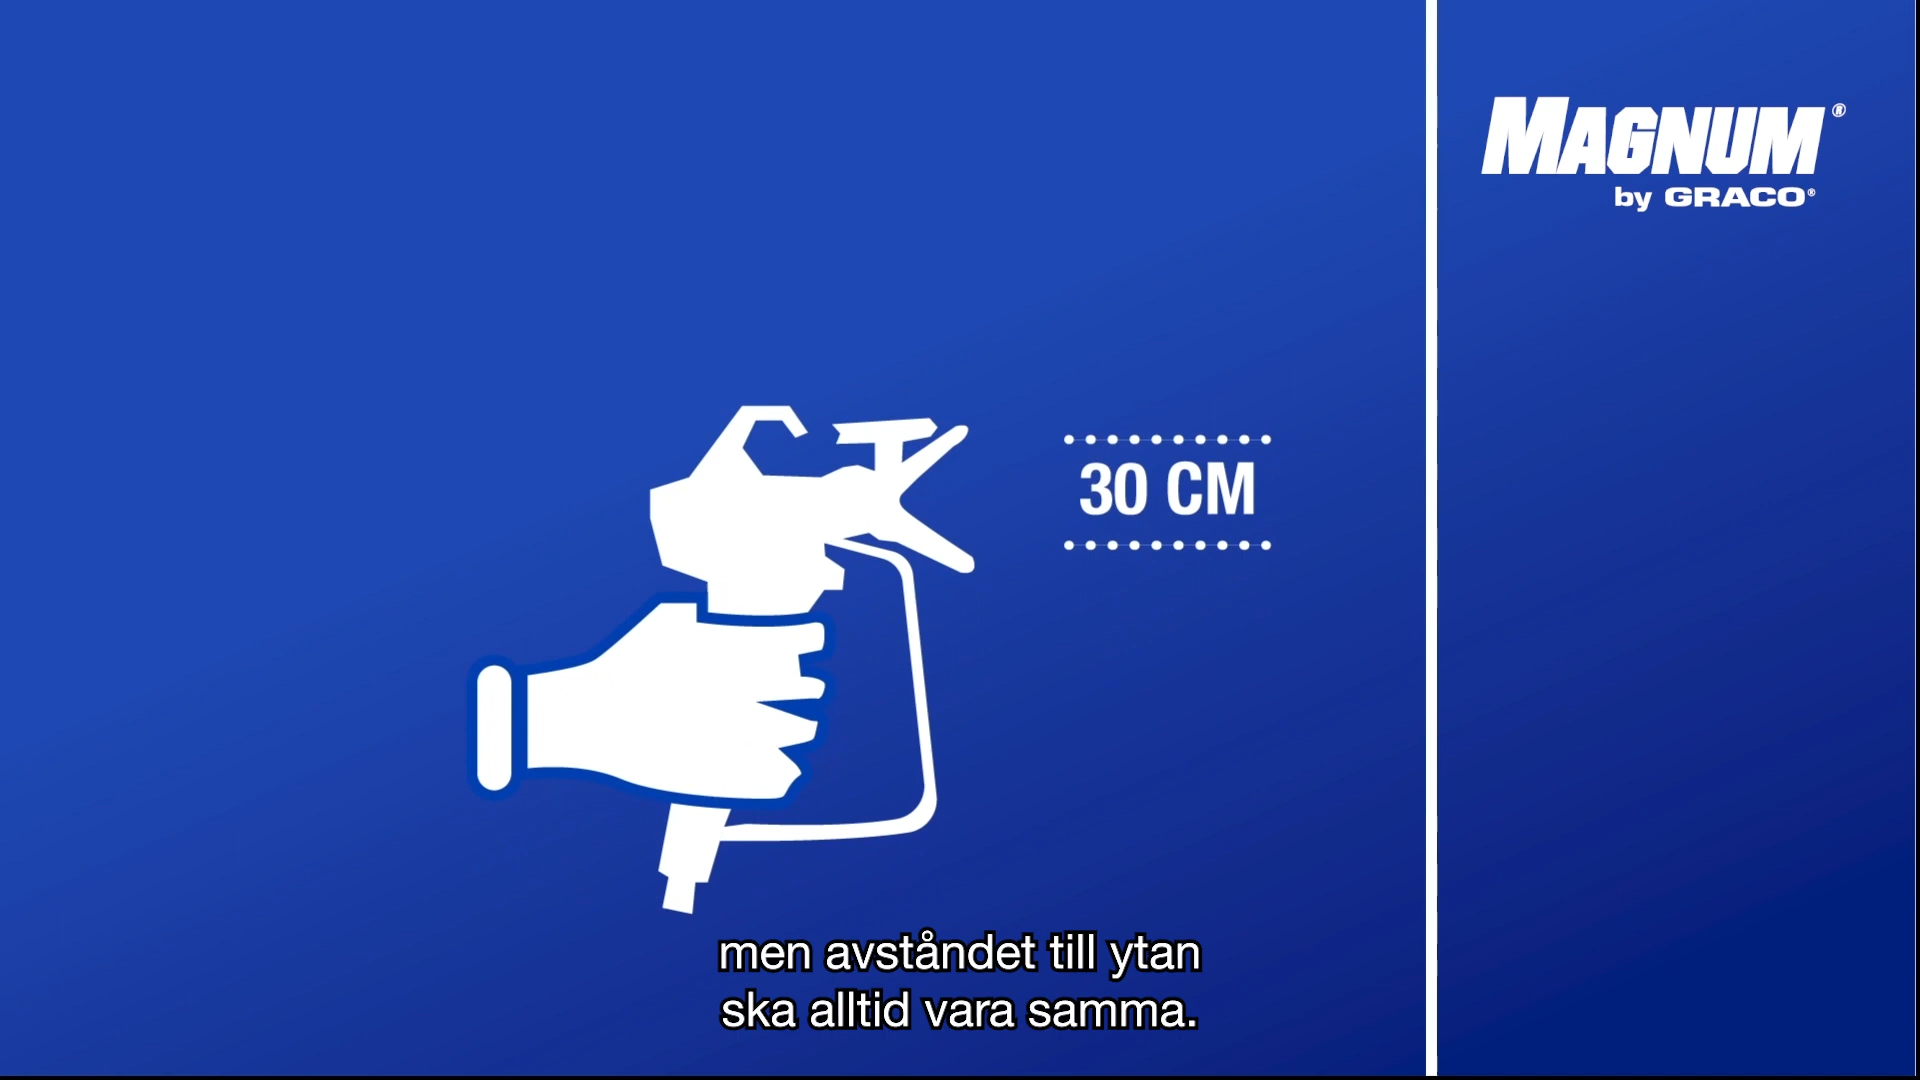 MAGNUM®
by GRACO®
30 CM
men avståndet till ytan
ska alltid vara samma.